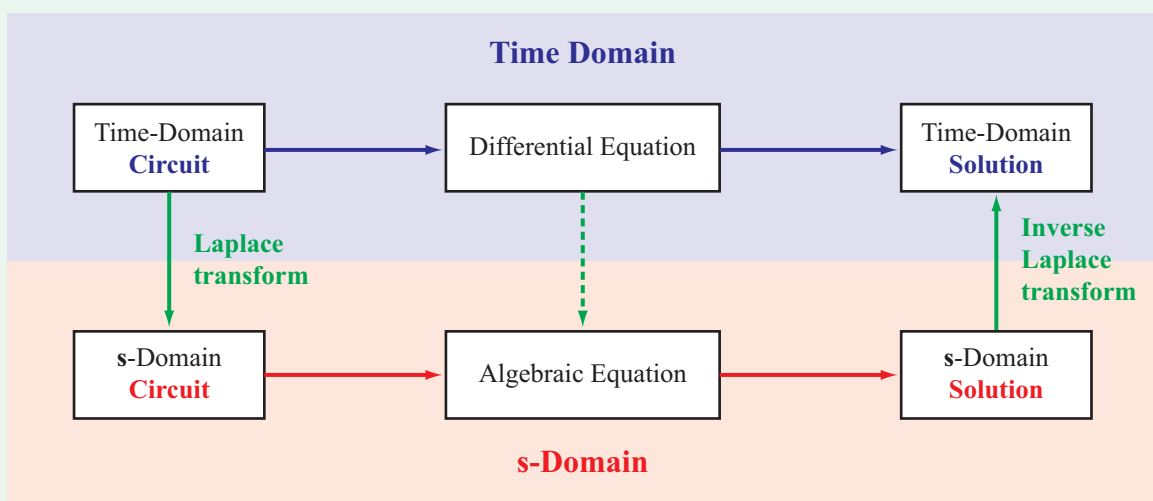 Time Domain
Time-Domain
Circuit
Differential Equation
Time-Domain
Solution
Laplace
transform
Inverse
Laplace
transform
s-Domain
Circuit
Algebraic Equation
s-Domain
Solution
s-Domain